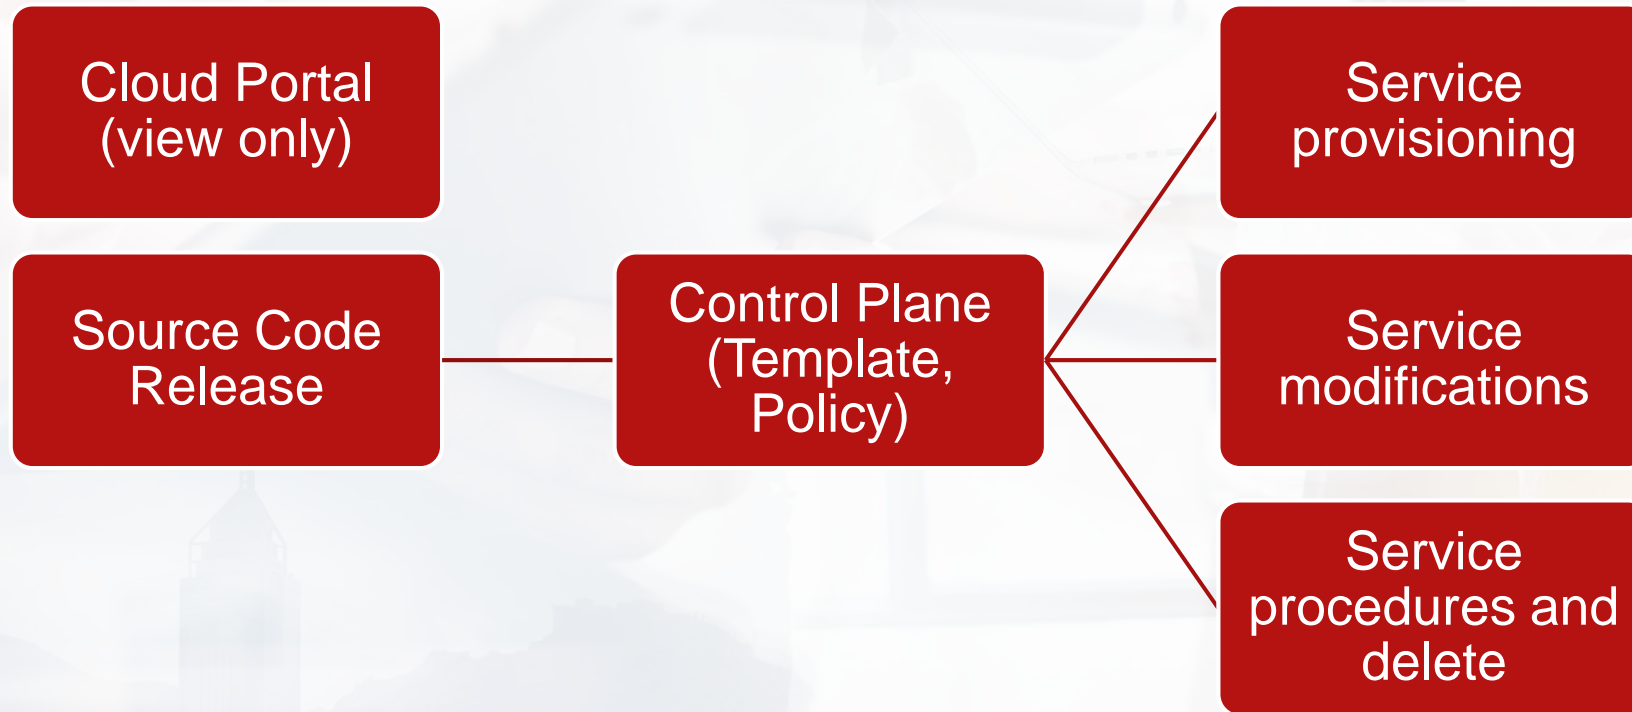 Cloud Portal
(view only)
Source Code
Release
Control Plane
(Template,
Policy)
Service
provisioning
Service
modifications
Service
procedures and
delete